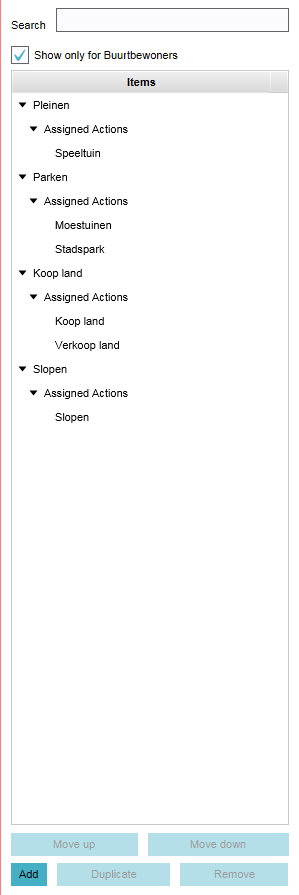 Search
Show only for Buurtbewoners
Items
Pleinen
Assigned Actions
Speeltuin
Parken
Assigned Actions
Moestuinen
Stadspark
Koop land
Assigned Actions
Koop land
Verkoop land
Slopen
Assigned Actions
Slopen
Move up Move down
Add Duplicate Remove